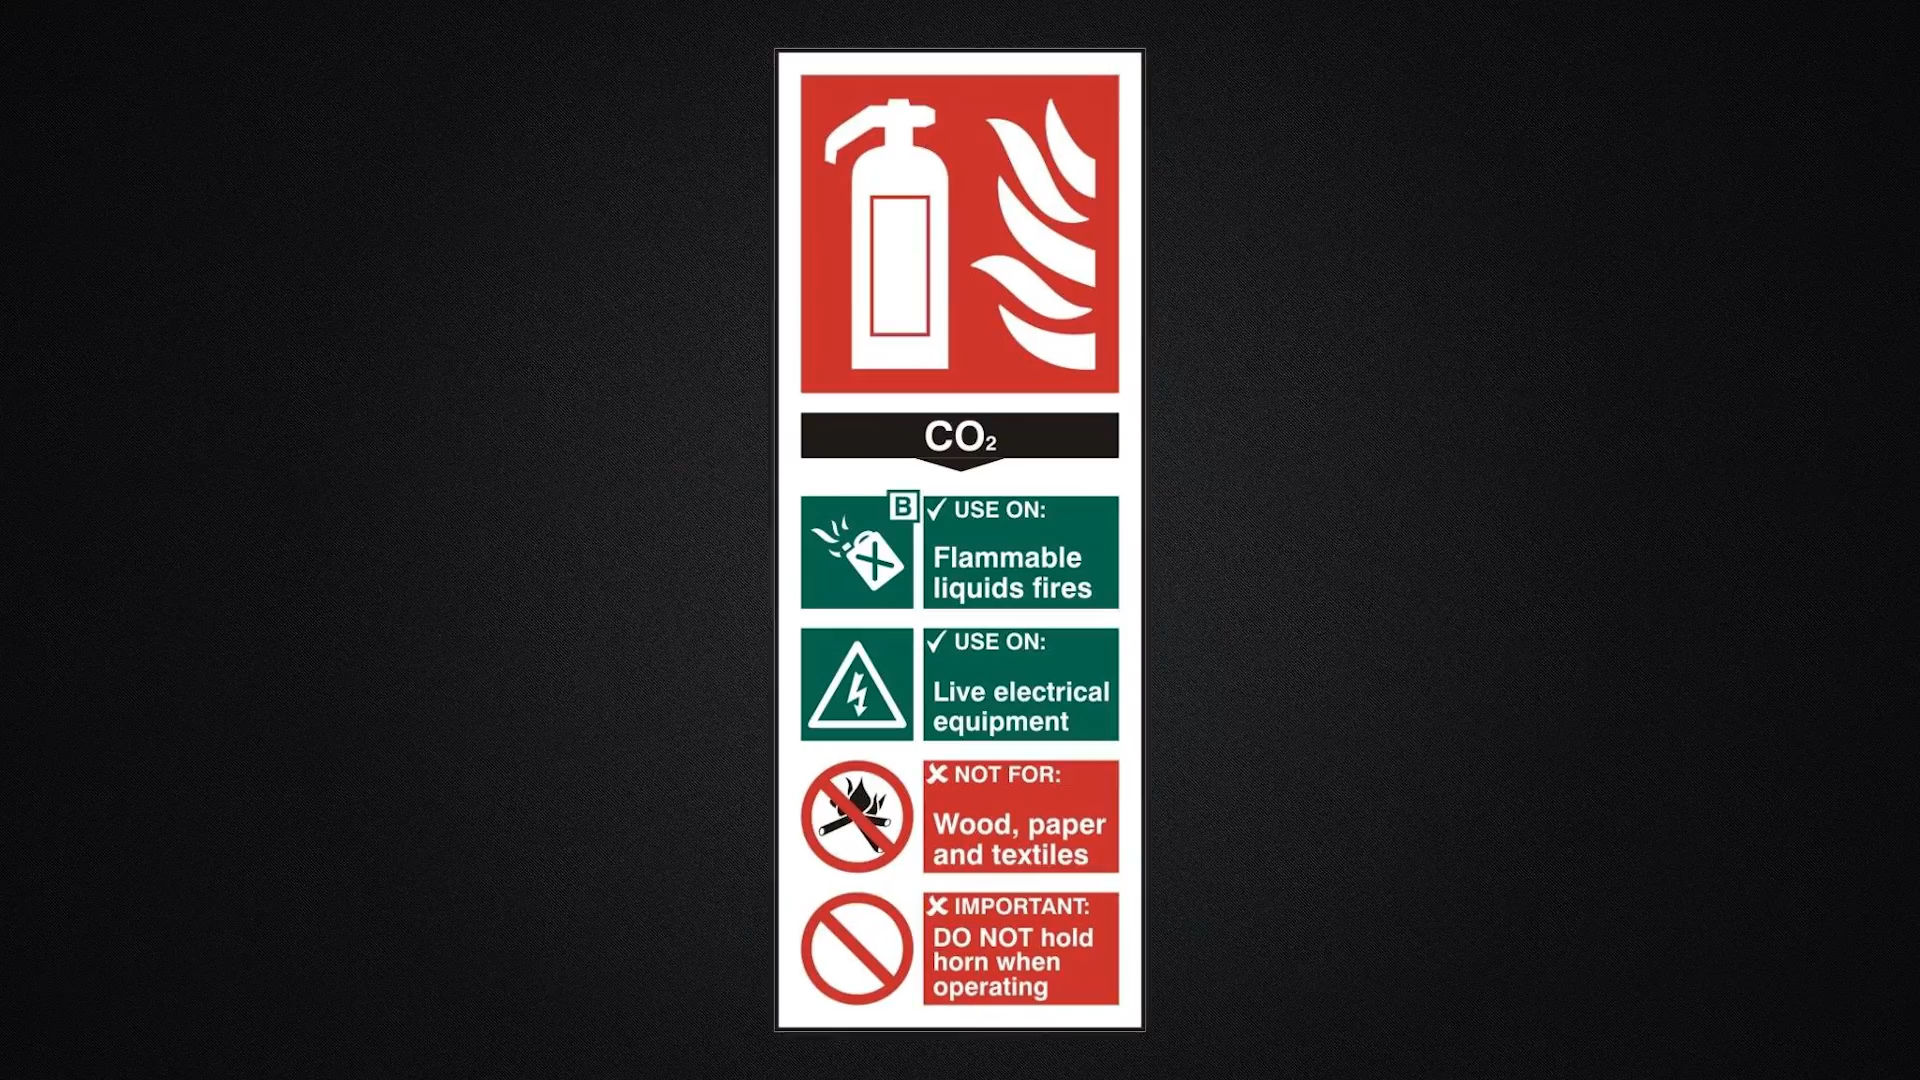 CO₂
B
✓ USE ON:
Flammable
liquids fires
✓ USE ON:
Live electrical
equipment
✗ NOT FOR:
Wood, paper
and textiles
✗ IMPORTANT:
DO NOT hold
horn when
operating